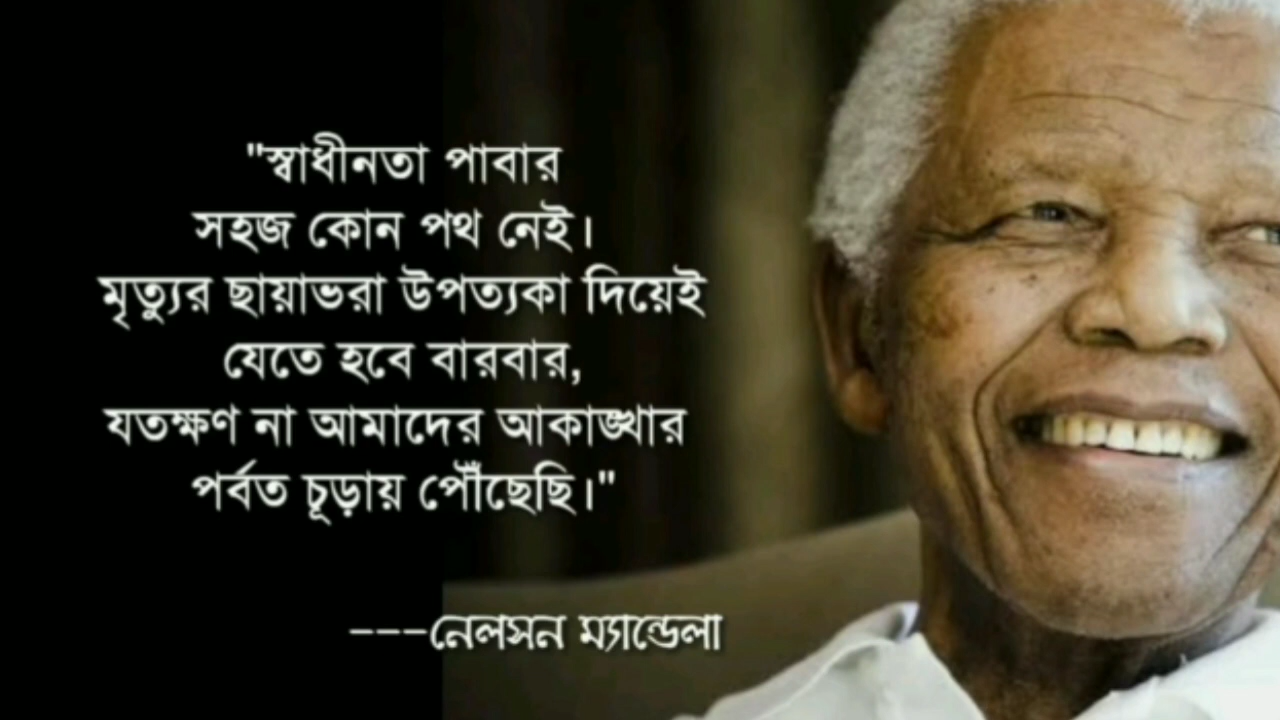 "স্বাধীনতা পাবার
সহজ কোন পথ নেই।
মৃত্যুর ছায়াভরা উপত্যকা দিয়েই
যেতে হবে বারবার,
যতক্ষণ না আমাদের আকাঙ্খার
পর্বত চূড়ায় পৌঁছেছি।"
---নেলসন ম্যান্ডেলা